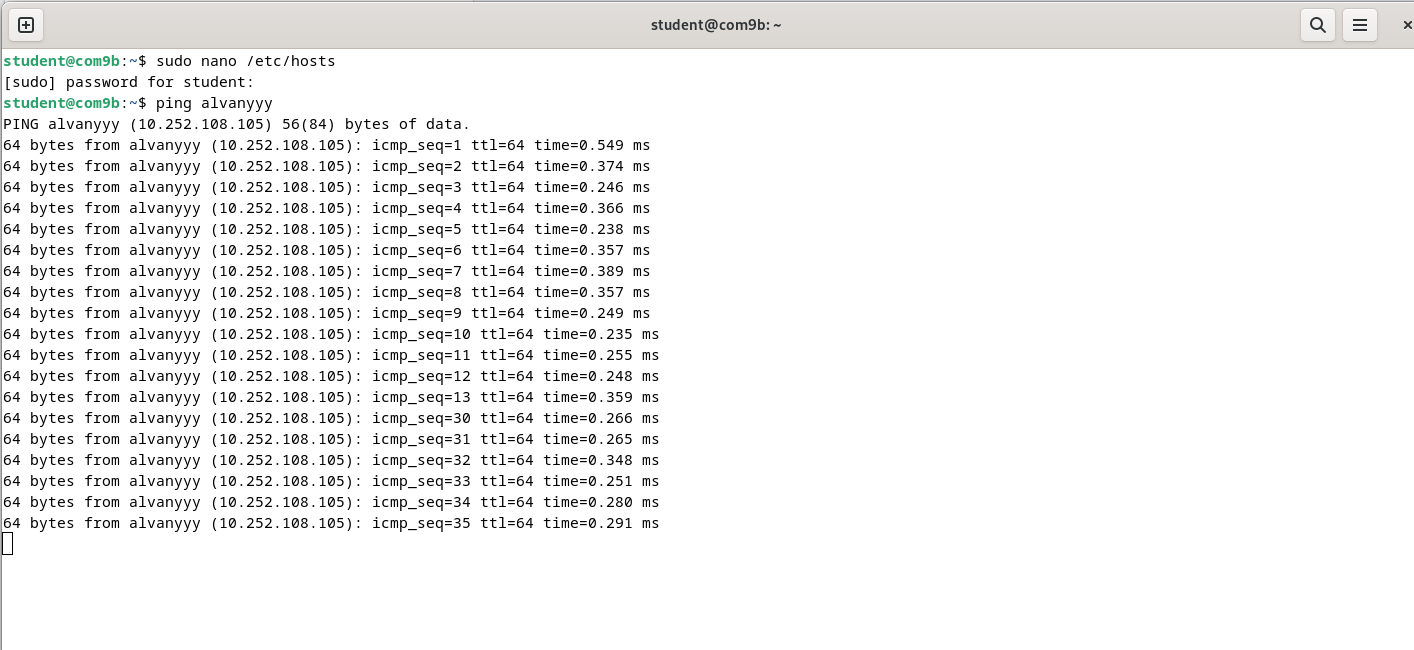 student@com9b: ~
student@com9b:~$ sudo nano /etc/hosts
[sudo] password for student:
student@com9b:~$ ping alvanyyy
PING alvanyyy (10.252.108.105) 56(84) bytes of data.
64 bytes from alvanyyy (10.252.108.105): icmp_seq=1 ttl=64 time=0.549 ms
64 bytes from alvanyyy (10.252.108.105): icmp_seq=2 ttl=64 time=0.374 ms
64 bytes from alvanyyy (10.252.108.105): icmp_seq=3 ttl=64 time=0.246 ms
64 bytes from alvanyyy (10.252.108.105): icmp_seq=4 ttl=64 time=0.366 ms
64 bytes from alvanyyy (10.252.108.105): icmp_seq=5 ttl=64 time=0.238 ms
64 bytes from alvanyyy (10.252.108.105): icmp_seq=6 ttl=64 time=0.357 ms
64 bytes from alvanyyy (10.252.108.105): icmp_seq=7 ttl=64 time=0.389 ms
64 bytes from alvanyyy (10.252.108.105): icmp_seq=8 ttl=64 time=0.357 ms
64 bytes from alvanyyy (10.252.108.105): icmp_seq=9 ttl=64 time=0.249 ms
64 bytes from alvanyyy (10.252.108.105): icmp_seq=10 ttl=64 time=0.235 ms
64 bytes from alvanyyy (10.252.108.105): icmp_seq=11 ttl=64 time=0.255 ms
64 bytes from alvanyyy (10.252.108.105): icmp_seq=12 ttl=64 time=0.248 ms
64 bytes from alvanyyy (10.252.108.105): icmp_seq=13 ttl=64 time=0.359 ms
64 bytes from alvanyyy (10.252.108.105): icmp_seq=30 ttl=64 time=0.266 ms
64 bytes from alvanyyy (10.252.108.105): icmp_seq=31 ttl=64 time=0.265 ms
64 bytes from alvanyyy (10.252.108.105): icmp_seq=32 ttl=64 time=0.348 ms
64 bytes from alvanyyy (10.252.108.105): icmp_seq=33 ttl=64 time=0.251 ms
64 bytes from alvanyyy (10.252.108.105): icmp_seq=34 ttl=64 time=0.280 ms
64 bytes from alvanyyy (10.252.108.105): icmp_seq=35 ttl=64 time=0.291 ms